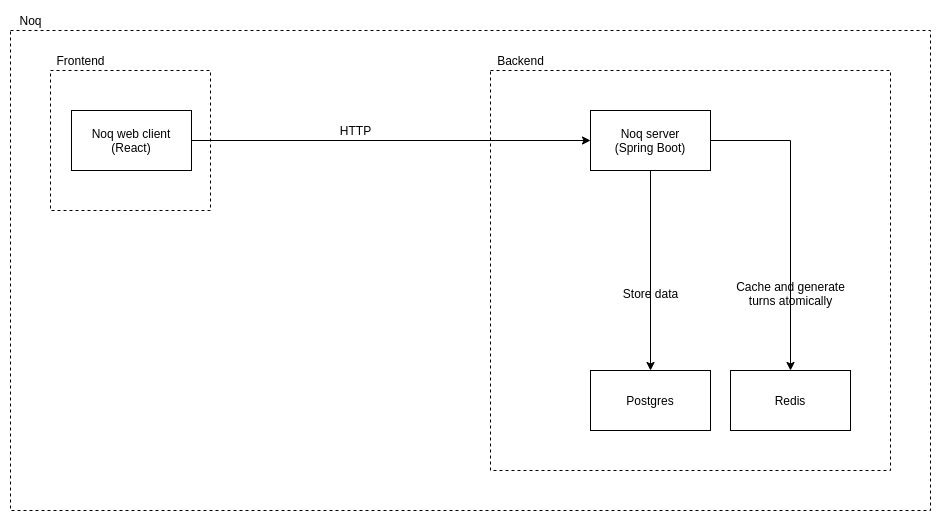 Noq
Frontend
Backend
Noq web client
(React)
HTTP
Noq server
(Spring Boot)
Store data
Cache and generate
turns atomically
Postgres
Redis